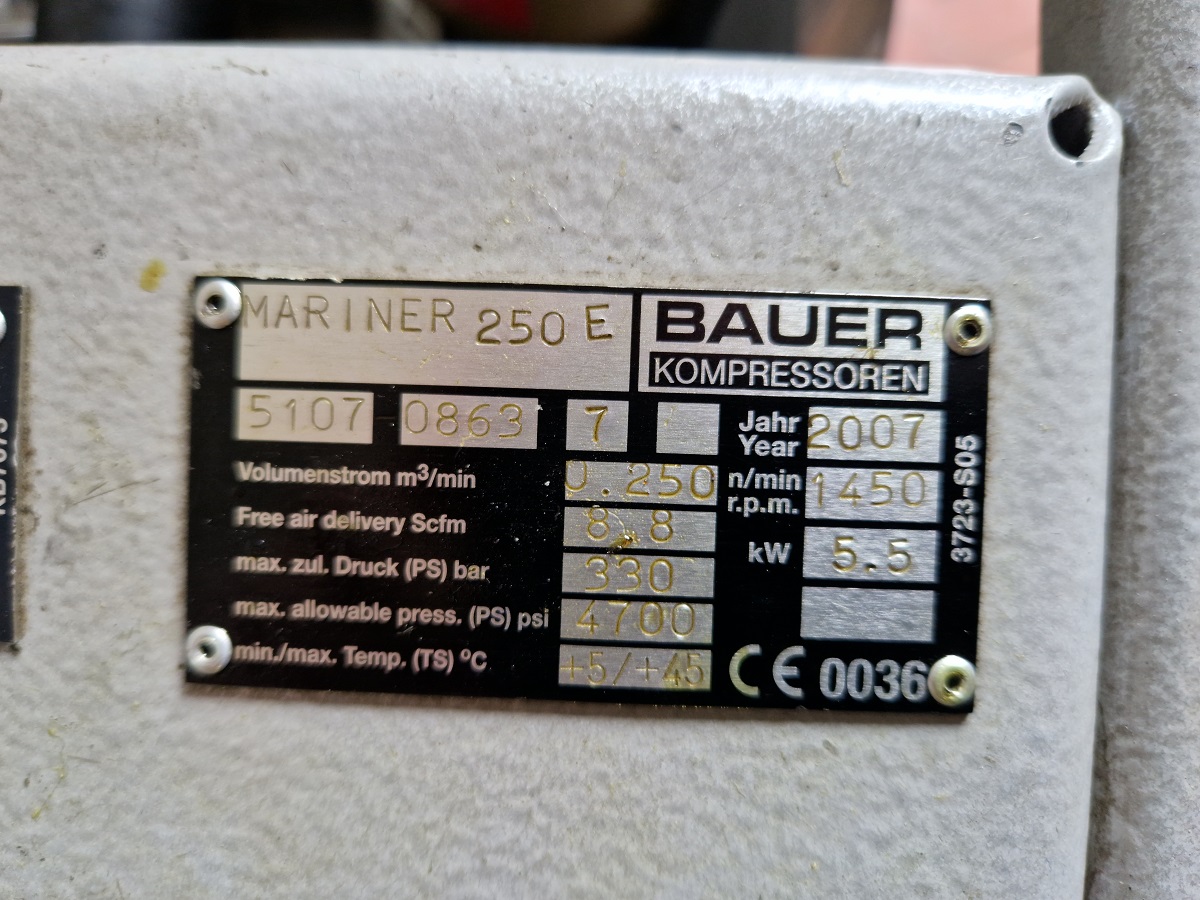 MARINER 250 E
BAUER
KOMPRESSOREN
5107-0863 7
Jahr
Year
2007
Volumenstrom m³/min 0.250
n/min
r.p.m.
1450
Free air delivery Scfm 8.8
kW 5.5
max. zul. Druck (PS) bar 330
max. allowable press. (PS) psi 4700
min./max. Temp. (TS) ºC +5/+45
CE 0036
3723-S05